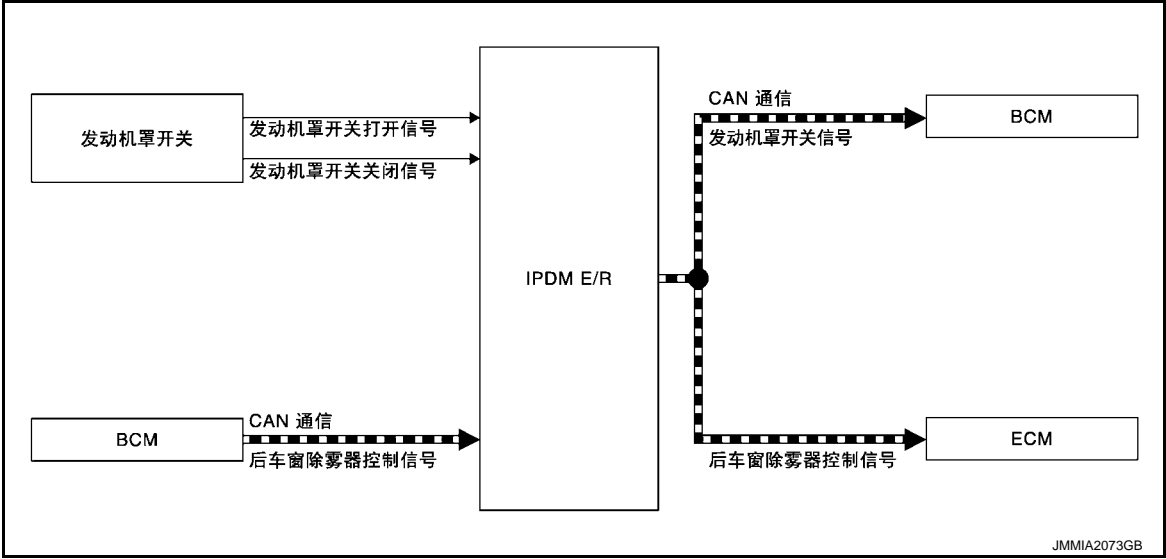 发动机罩开关
发动机罩开关打开信号
发动机罩开关关闭信号
BCM
CAN 通信
后车窗除雾器控制信号
IPDM E/R
CAN 通信
发动机罩开关信号
BCM
后车窗除雾器控制信号
ECM
JMMIA2073GB